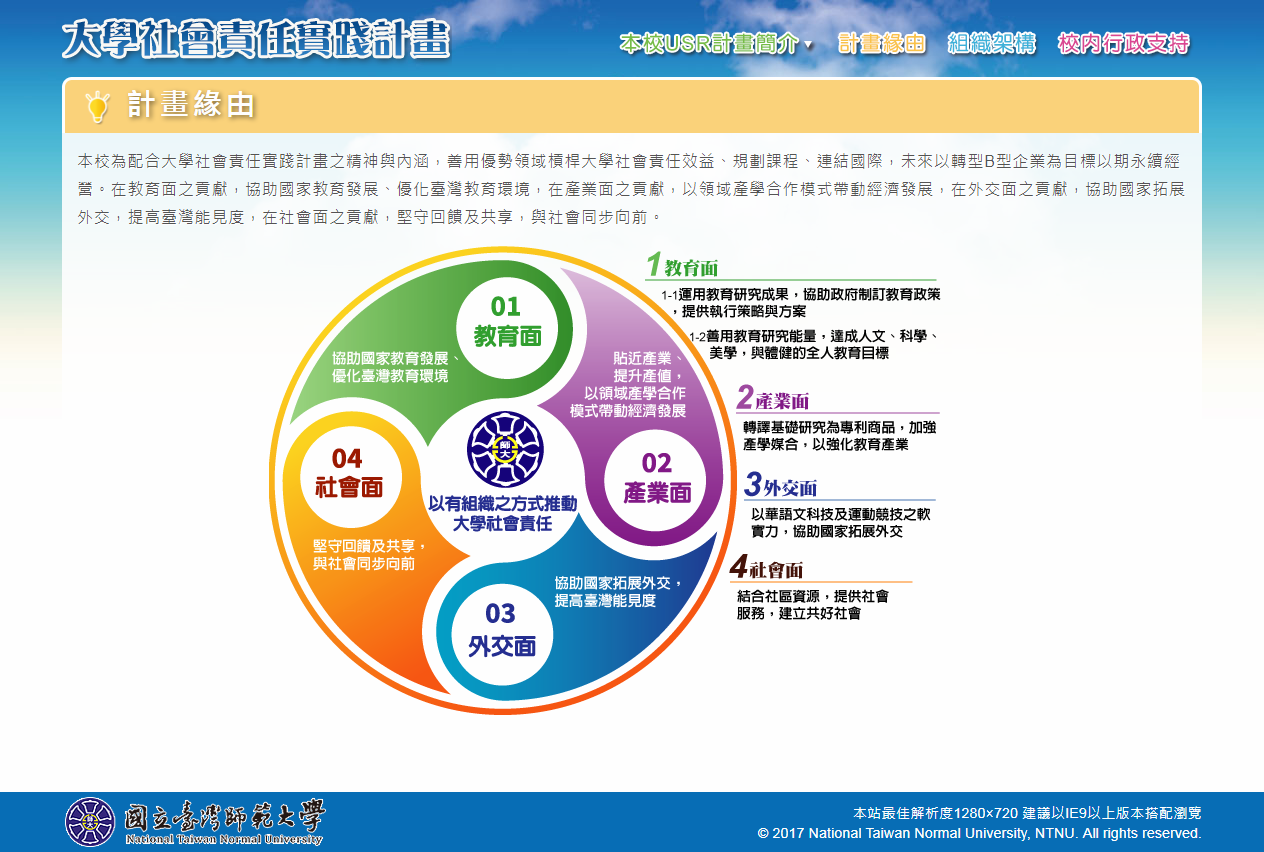 大學社會責任實踐計畫
本校USR計畫簡介
計畫緣由
組織架構
校內行政支持
計畫緣由
本校為配合大學社會責任實踐計畫之精神與內涵，善用優勢領域槓桿大學社會責任效益、規劃課程、連結國際，未來以轉型B型企業為目標以期永續經
營。在教育面之貢獻，協助國家教育發展、優化臺灣教育環境，在產業面之貢獻，以領域產學合作模式帶動經濟發展，在外交面之貢獻，協助國家拓展
外交，提高臺灣能見度，在社會面之貢獻，堅守回饋及共享，與社會同步向前。
01
教育面
協助國家教育發展、
優化臺灣教育環境
貼近產業、
提升產值，
以領域產學合作
模式帶動經濟發展
02
產業面
師大
以有組織之方式推動
大學社會責任
04
社會面
堅守回饋及共享，
與社會同步向前
協助國家拓展外交，
提高臺灣能見度
03
外交面
1教育面
1-1運用教育研究成果，協助政府制訂教育政策
，提供執行策略與方案
1-2善用教育研究能量，達成人文、科學、
美學，與體健的全人教育目標
2產業面
轉譯基礎研究為專利商品，加強
產學媒合，以強化教育產業
3外交面
以華語文科技及運動競技之軟
實力，協助國家拓展外交
4社會面
結合社區資源，提供社會
服務，建立共好社會
國立臺灣師範大學
National Taiwan Normal University
本站最佳解析度1280×720 建議以IE9以上版本搭配瀏覽
© 2017 National Taiwan Normal University, NTNU. All rights reserved.